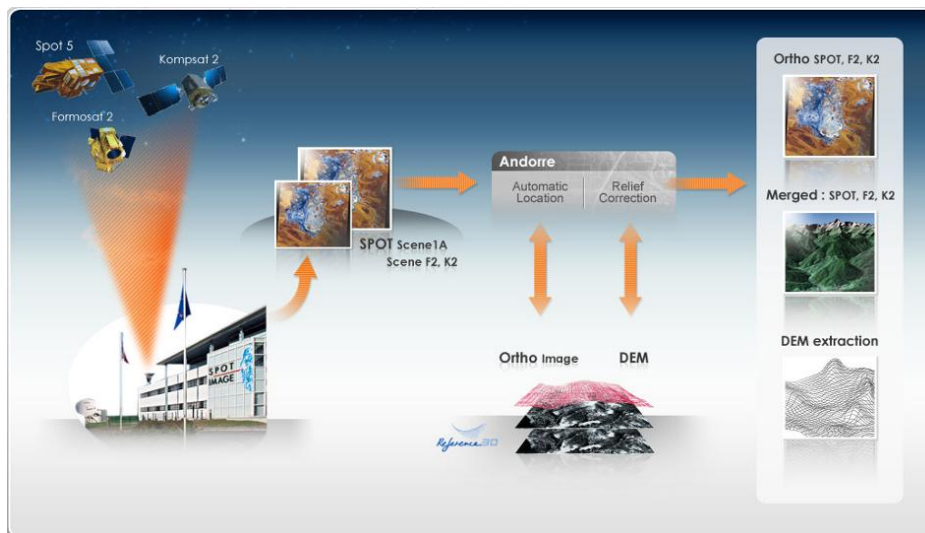 Spot 5
Kompsat 2
Formosat 2
SPOT
IMAGE
SPOT Scene1A
Scene F2, K2
Andorre
Automatic
Location
Relief
Correction
Ortho Image
DEM
Reference3D
Ortho SPOT, F2, K2
Merged : SPOT, F2, K2
DEM extraction